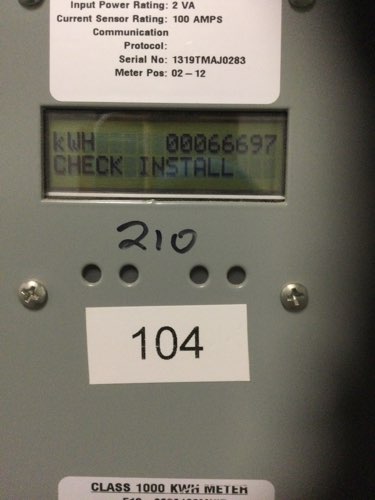 Input Power Rating: 2 VA
Current Sensor Rating: 100 AMPS
Communication
Protocol:
Serial No: 1319TMAJ0283
Meter Pos: 02-12
kWH 00066697
CHECK INSTALL
210
104
CLASS 1000 KWH METER